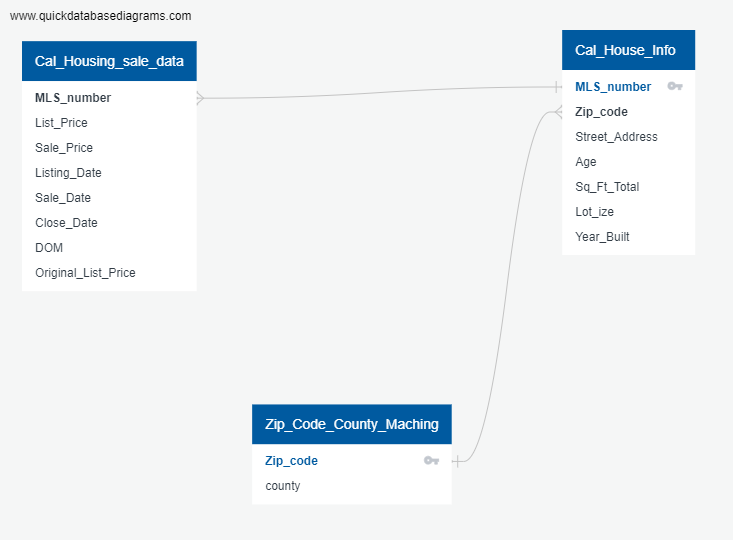 www.quickdatabasediagrams.com
Cal_Housing_sale_data
MLS_number
List_Price
Sale_Price
Listing_Date
Sale_Date
Close_Date
DOM
Original_List_Price
Cal_House_Info
MLS_number
Zip_code
Street_Address
Age
Sq_Ft_Total
Lot_ize
Year_Built
Zip_Code_County_Maching
Zip_code
county